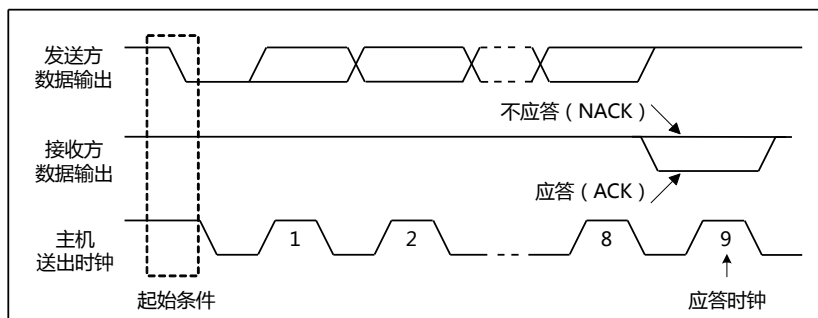 发送方
数据输出
不应答（NACK）
接收方
数据输出
应答（ACK）
主机
送出时钟
1
2
8
9
起始条件
应答时钟